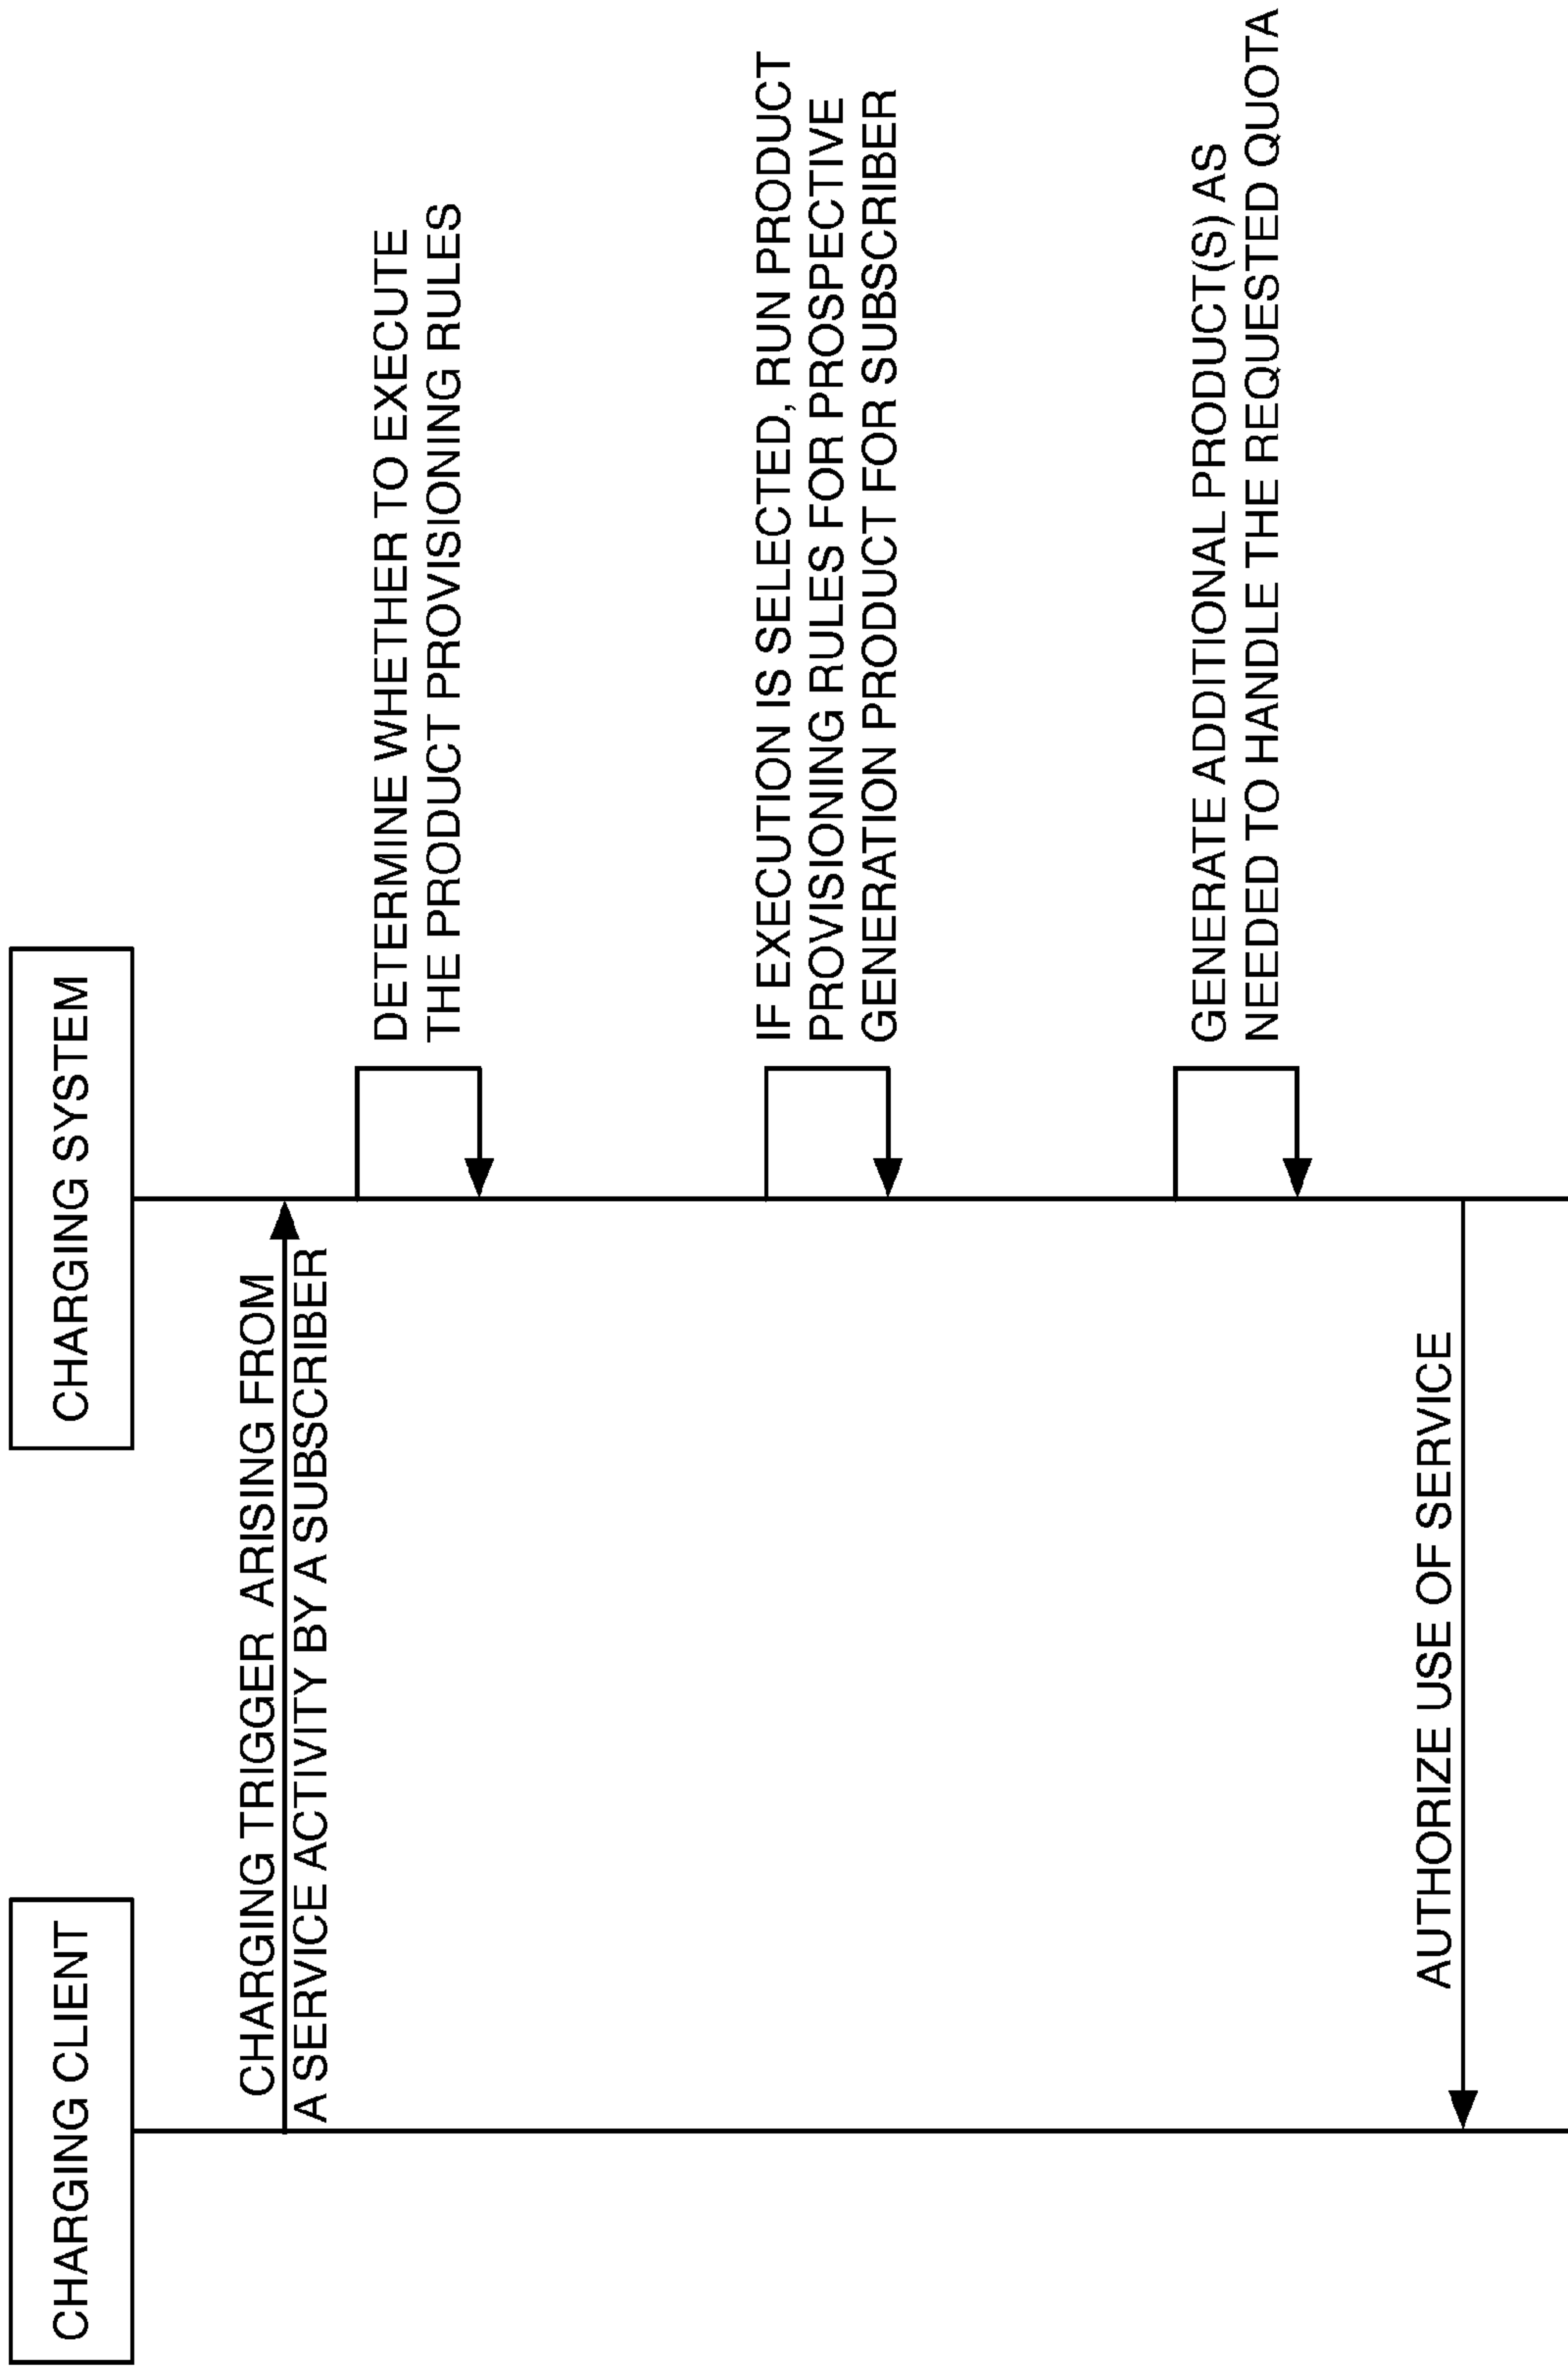 CHARGING CLIENT
CHARGING SYSTEM
CHARGING TRIGGER ARISING FROM
A SERVICE ACTIVITY BY A SUBSCRIBER
DETERMINE WHETHER TO EXECUTE
THE PRODUCT PROVISIONING RULES
IF EXECUTION IS SELECTED, RUN PRODUCT
PROVISIONING RULES FOR PROSPECTIVE
GENERATION PRODUCT FOR SUBSCRIBER
GENERATE ADDITIONAL PRODUCT(S) AS
NEEDED TO HANDLE THE REQUESTED QUOTA
AUTHORIZE USE OF SERVICE